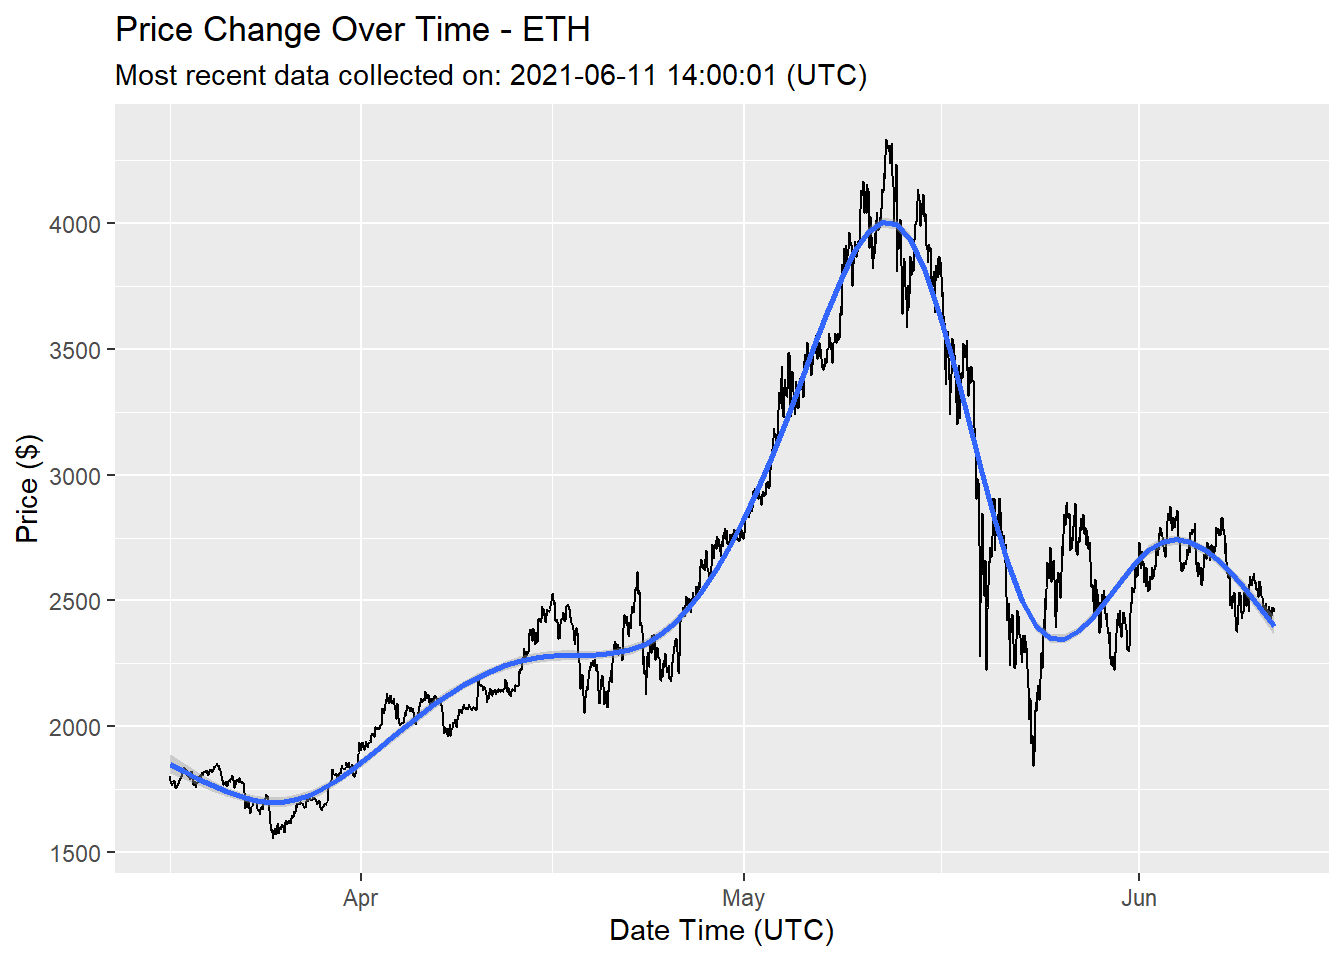 Price Change Over Time - ETH
Most recent data collected on: 2021-06-11 14:00:01 (UTC)
Price ($)
4000
3500
3000
2500
2000
1500
Apr May Jun
Date Time (UTC)